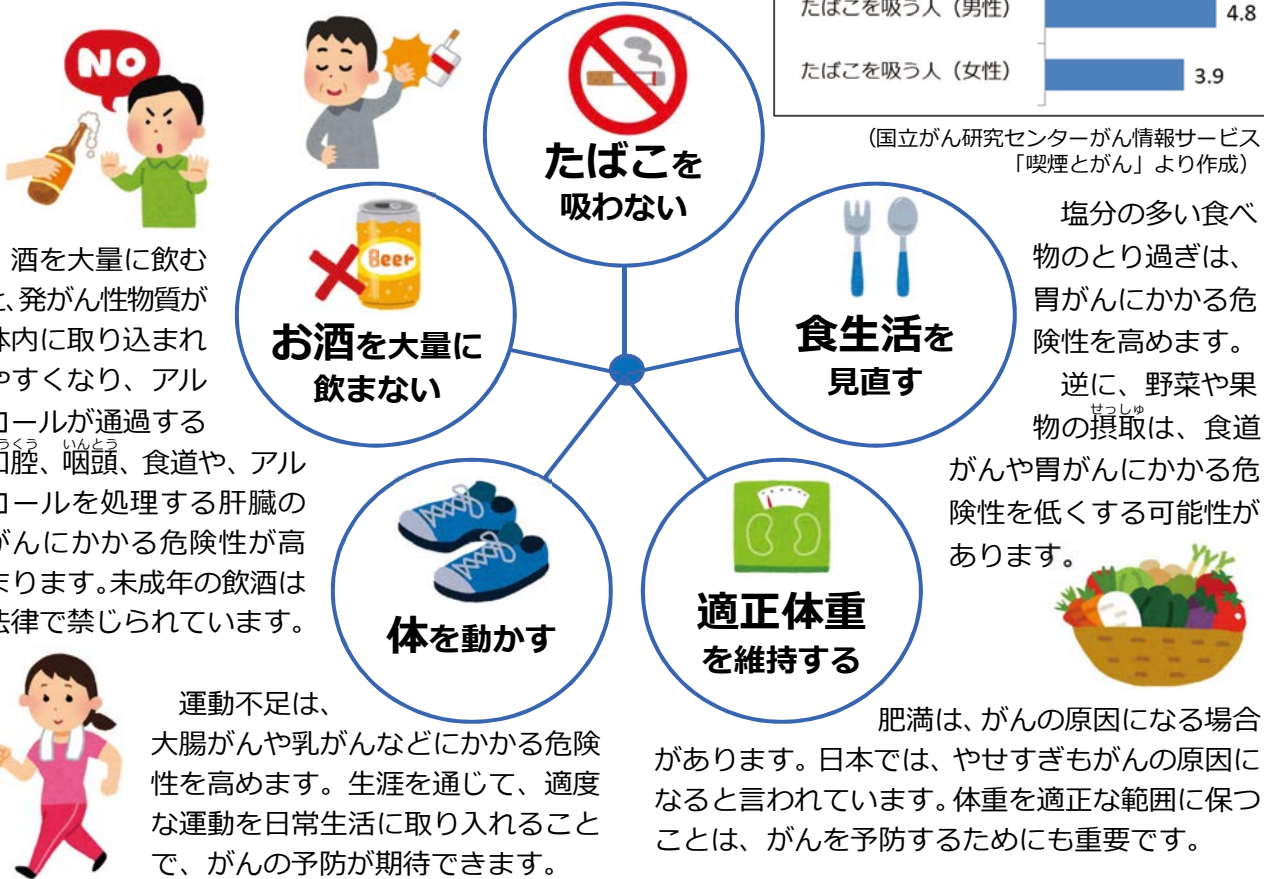 NO
たばこを吸う人（男性）
4.8
たばこを吸う人（女性）
3.9
（国立がん研究センターがん情報サービス
「喫煙とがん」より作成）
たばこを
吸わない
Beer
お酒を大量に
飲まない
食生活を
見直す
体を動かす
適正体重
を維持する
酒を大量に飲む
、発がん性物質が
体内に取り込まれ
やすくなり、アル
コールが通過する
うくう いんとう
口腔、咽頭、食道や、アル
コールを処理する肝臓の
がんにかかる危険性が高
まります。未成年の飲酒は
法律で禁じられています。
塩分の多い食べ
物のとり過ぎは、
胃がんにかかる危
険性を高めます。
逆に、野菜や果
せっしゅ
物の摂取は、食道
がんや胃がんにかかる危
険性を低くする可能性が
あります。
運動不足は、
大腸がんや乳がんなどにかかる危険
性を高めます。生涯を通じて、適度
な運動を日常生活に取り入れること
で、がんの予防が期待できます。
肥満は、がんの原因になる場合
があります。日本では、やせすぎもがんの原因に
なると言われています。体重を適正な範囲に保つ
ことは、がんを予防するためにも重要です。